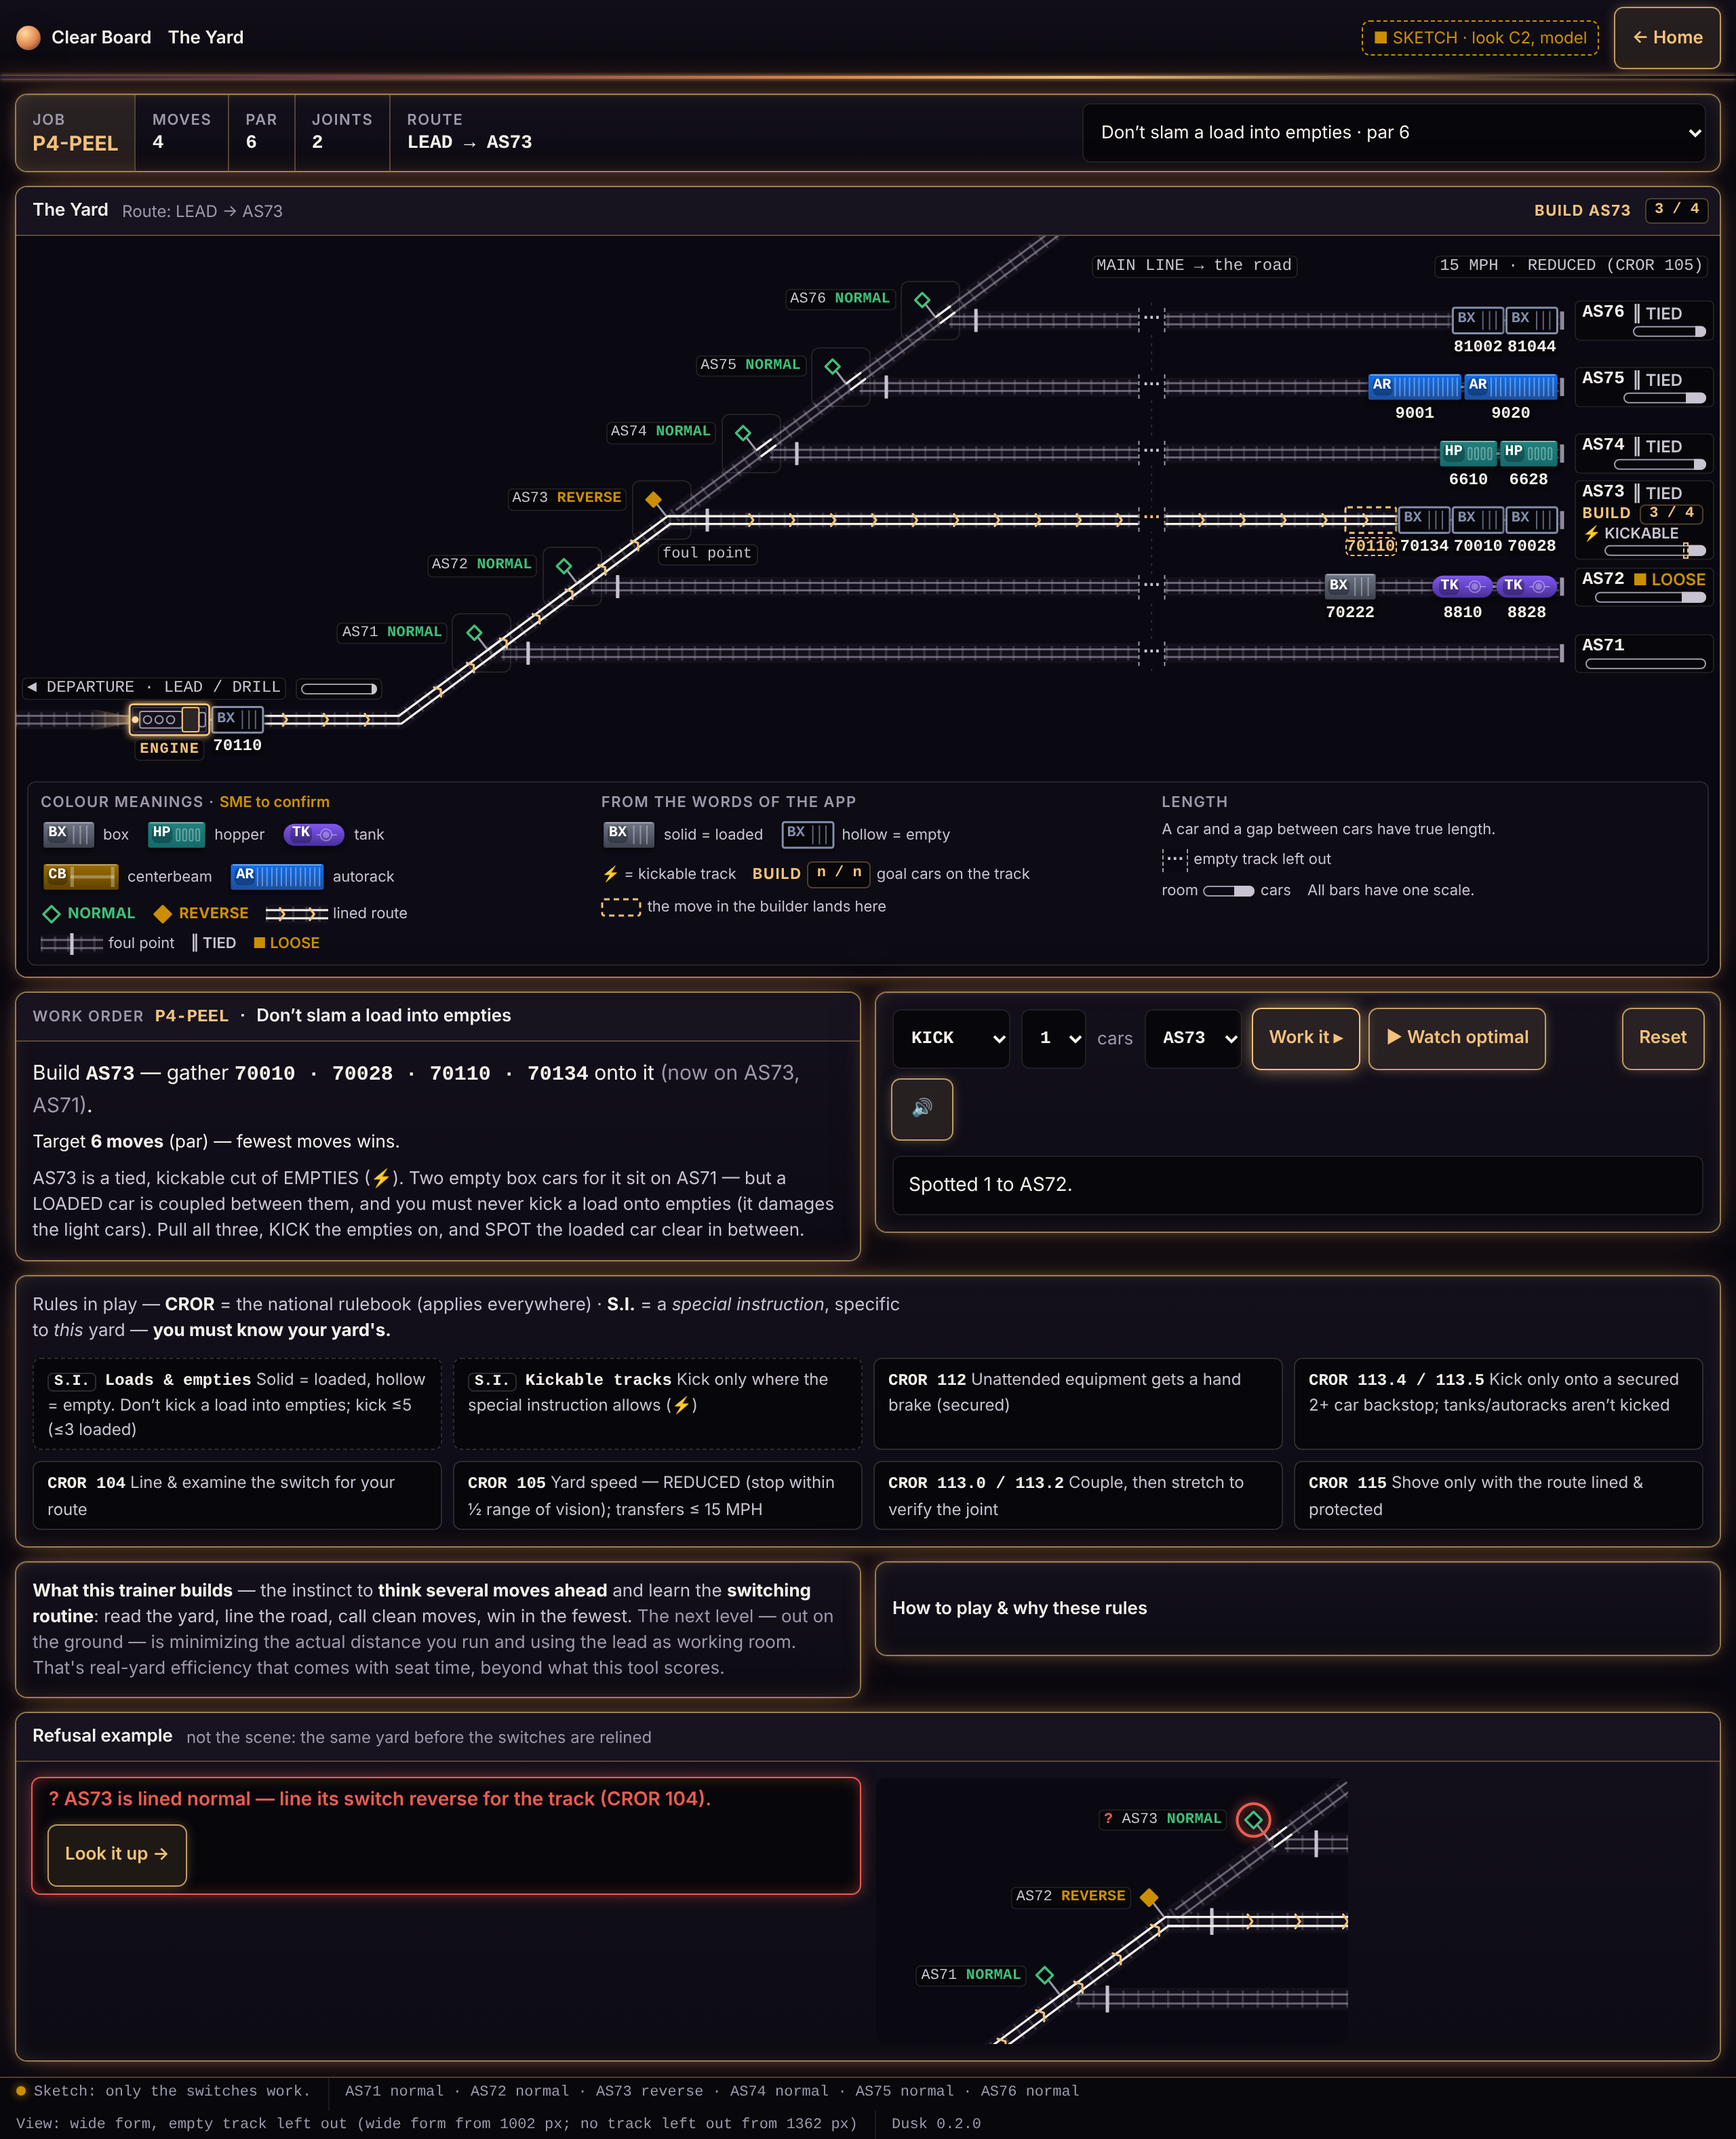 Clear Board The Yard
■ SKETCH · look C2, model
← Home
JOB
P4-PEEL
MOVES
4
PAR
6
JOINTS
2
ROUTE
LEAD → AS73
Don’t slam a load into empties · par 6
The Yard Route: LEAD → AS73
BUILD AS73 3 / 4
MAIN LINE → the road
15 MPH · REDUCED (CROR 105)
AS76 NORMAL
BX BX
81002 81044
AS76 ‖ TIED
AS75 NORMAL
AR AR
9001 9020
AS75 ‖ TIED
AS74 NORMAL
HP HP
6610 6628
AS74 ‖ TIED
AS73 REVERSE
foul point
BX BX BX
70110 70134 70010 70028
AS73 ‖ TIED
BUILD 3 / 4
⚡ KICKABLE
AS72 NORMAL
BX TK TK
70222 8810 8828
AS72 ■ LOOSE
AS71 NORMAL
AS71
◄ DEPARTURE · LEAD / DRILL
BX
ENGINE 70110
COLOUR MEANINGS · SME to confirm
BX box HP hopper TK tank
CB centerbeam AR autorack
NORMAL REVERSE lined route
foul point ‖ TIED ■ LOOSE
FROM THE WORDS OF THE APP
BX solid = loaded BX hollow = empty
⚡ = kickable track BUILD n / n goal cars on the track
the move in the builder lands here
LENGTH
A car and a gap between cars have true length.
··· empty track left out
room cars All bars have one scale.
WORK ORDER P4-PEEL · Don’t slam a load into empties
Build AS73 — gather 70010 · 70028 · 70110 · 70134 onto it (now on AS73,
AS71).
Target 6 moves (par) — fewest moves wins.
AS73 is a tied, kickable cut of EMPTIES (⚡). Two empty box cars for it sit on AS71 — but a
LOADED car is coupled between them, and you must never kick a load onto empties (it damages
the light cars). Pull all three, KICK the empties on, and SPOT the loaded car clear in between.
KICK 1 cars AS73 Work it ▸ ▶ Watch optimal Reset
🔊
Spotted 1 to AS72.
Rules in play — CROR = the national rulebook (applies everywhere) · S.I. = a special instruction, specific
to this yard — you must know your yard's.
S.I. Loads & empties Solid = loaded, hollow
= empty. Don’t kick a load into empties; kick ≤5
(≤3 loaded)
S.I. Kickable tracks Kick only where the
special instruction allows (⚡)
CROR 112 Unattended equipment gets a hand
brake (secured)
CROR 113.4 / 113.5 Kick only onto a secured
2+ car backstop; tanks/autoracks aren’t kicked
CROR 104 Line & examine the switch for your
route
CROR 105 Yard speed — REDUCED (stop within
½ range of vision); transfers ≤ 15 MPH
CROR 113.0 / 113.2 Couple, then stretch to
verify the joint
CROR 115 Shove only with the route lined &
protected
What this trainer builds — the instinct to think several moves ahead and learn the switching
routine: read the yard, line the road, call clean moves, win in the fewest. The next level — out on
the ground — is minimizing the actual distance you run and using the lead as working room.
That's real-yard efficiency that comes with seat time, beyond what this tool scores.
How to play & why these rules
Refusal example not the scene: the same yard before the switches are relined
? AS73 is lined normal — line its switch reverse for the track (CROR 104).
Look it up →
? AS73 NORMAL
AS72 REVERSE
AS71 NORMAL
Sketch: only the switches work. AS71 normal · AS72 normal · AS73 reverse · AS74 normal · AS75 normal · AS76 normal
View: wide form, empty track left out (wide form from 1002 px; no track left out from 1362 px) Dusk 0.2.0